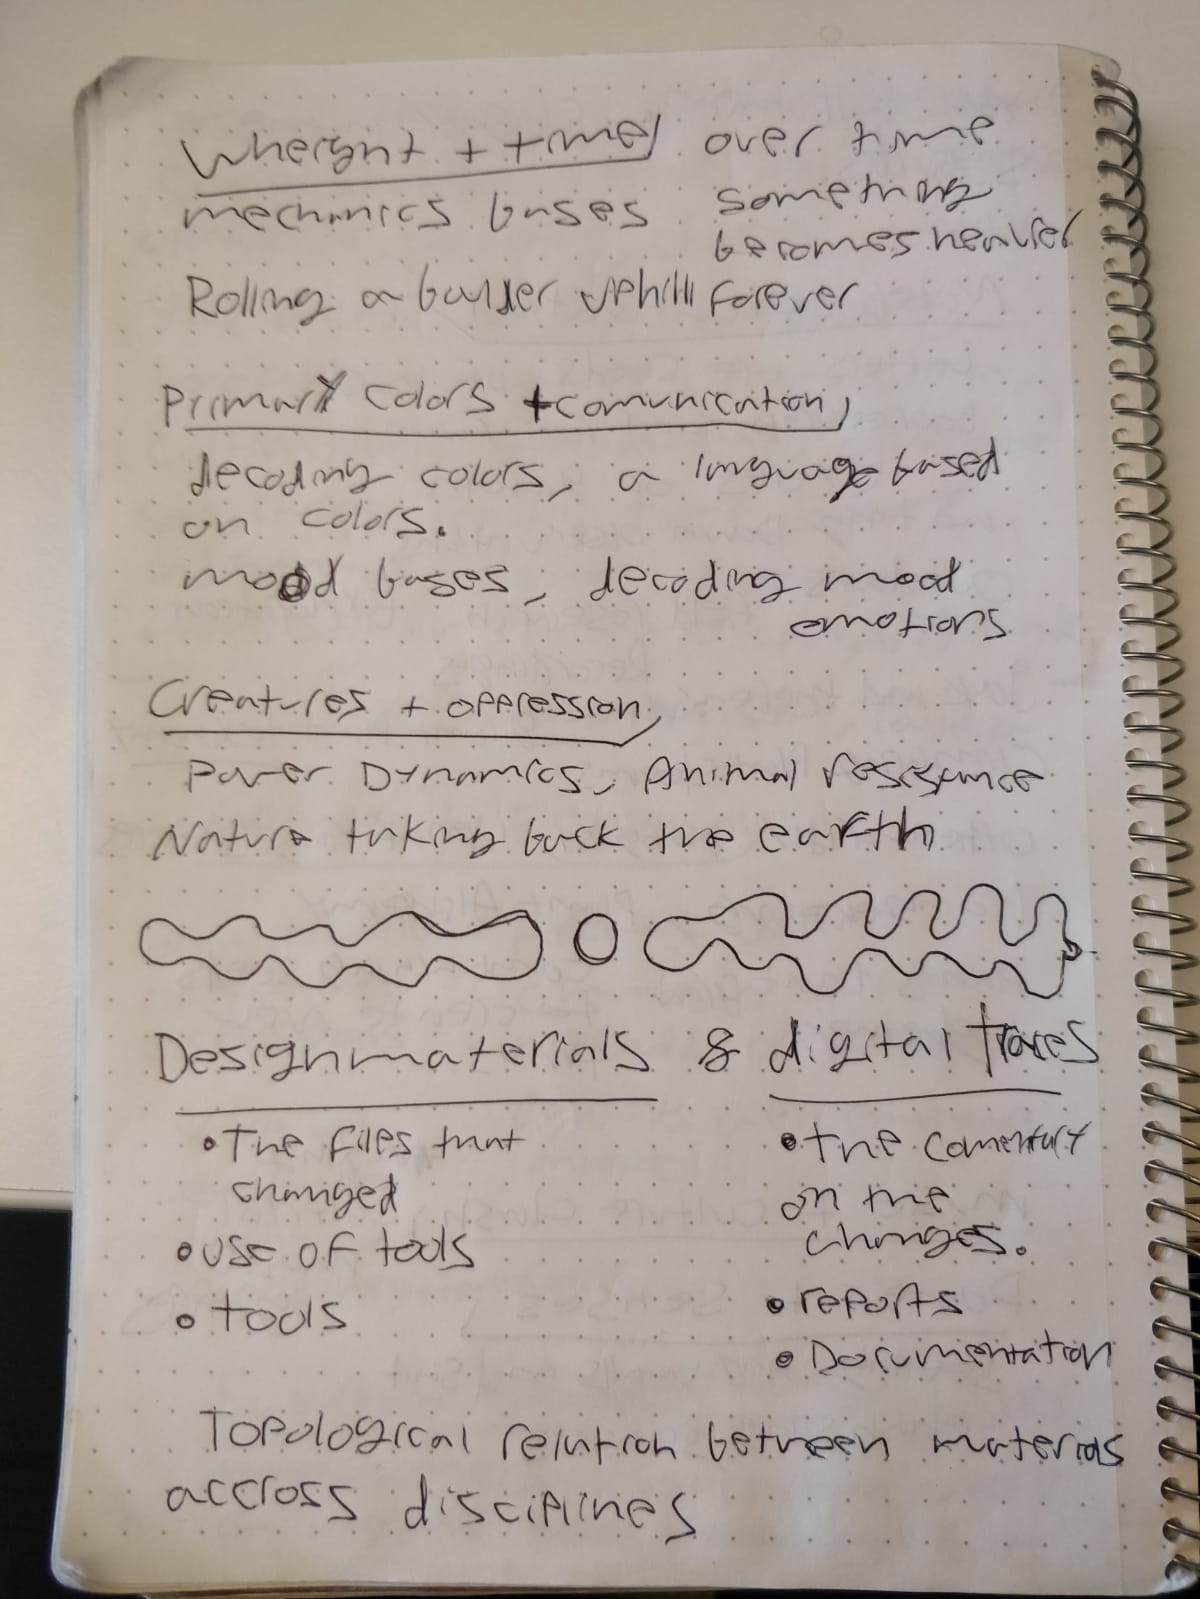 Wheignt + time, over time
mechanics bases something
becomes heavier
Rolling a boulder uphill forever
Primary colors + comunication,
decoding colors, a language based
on colors.
mood bases, decoding mood
emotions
Creatures + oppression,
Power Dynamics, Animal resistance
Nature taking back the earth
Design materials & digital traces
• The files that
changed
• use of tools
• tools
• the comentary
on the
changes.
• reports
• Documentation
Topological relation between materials
accross disciplines